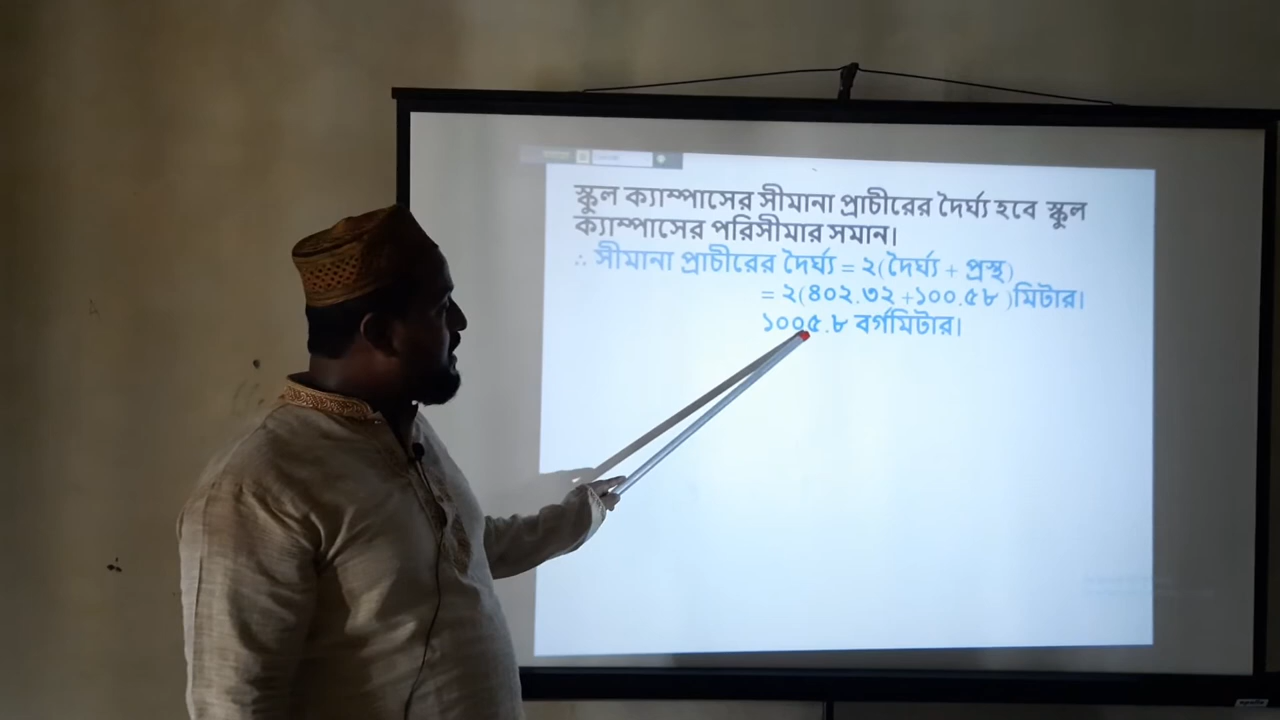 স্কুল ক্যাম্পাসের সীমানা প্রাচীরের দৈর্ঘ্য হবে স্কুল
ক্যাম্পাসের পরিসীমার সমান।
∴ সীমানা প্রাচীরের দৈর্ঘ্য = ২(দৈর্ঘ্য + প্রস্থ)
= ২(৪০২.৩২ +১০০.৫৮ )মিটার।
১০০৫.৮ বর্গমিটার।